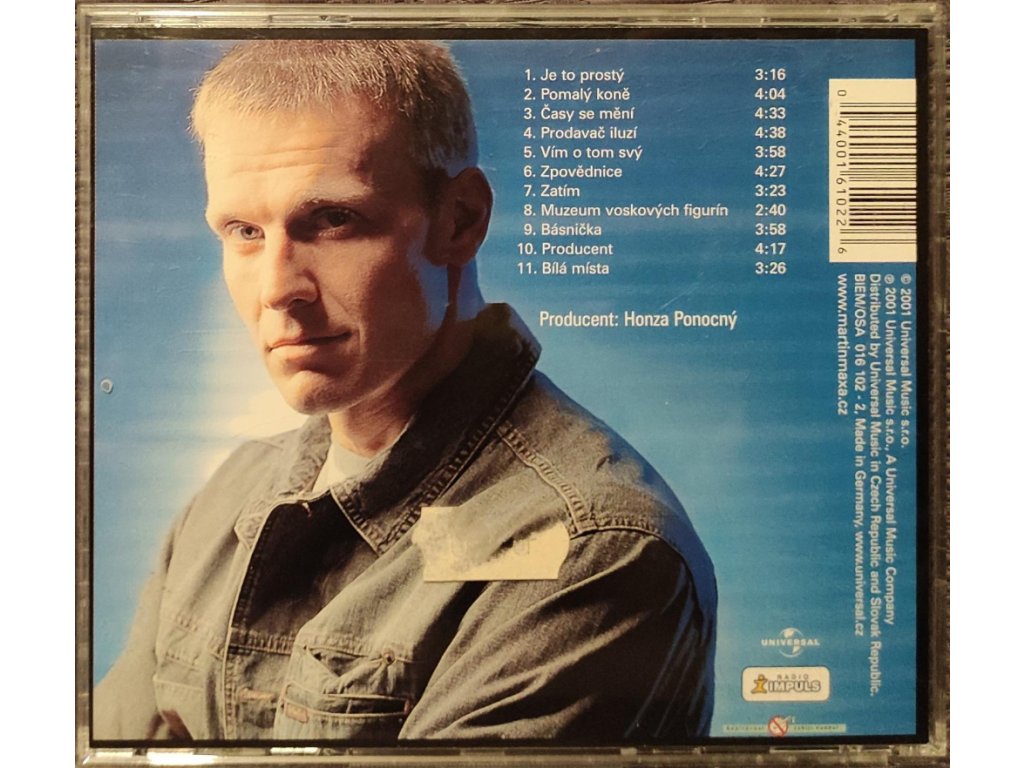 1. Je to prostý 3:16
2. Pomalý koně 4:04
3. Časy se mění 4:33
4. Prodavač iluzí 4:38
5. Vím o tom svý 3:58
6. Zpovědnice 4:27
7. Zatím 3:23
8. Muzeum voskových figurín 2:40
9. Básnička 3:58
10. Producent 4:17
11. Bílá místa 3:26
Producent: Honza Ponocný
0 44001 61022 6
© 2001 Universal Music s.r.o.
℗ 2001 Universal Music s.r.o., A Universal Music Company
Distributed by Universal Music in Czech Republic and Slovak Republic.
BIEM/OSA 016 102 - 2, Made in Germany, www.universal.cz
www.martinmaxa.cz
UNIVERSAL
RADIO
IMPULS